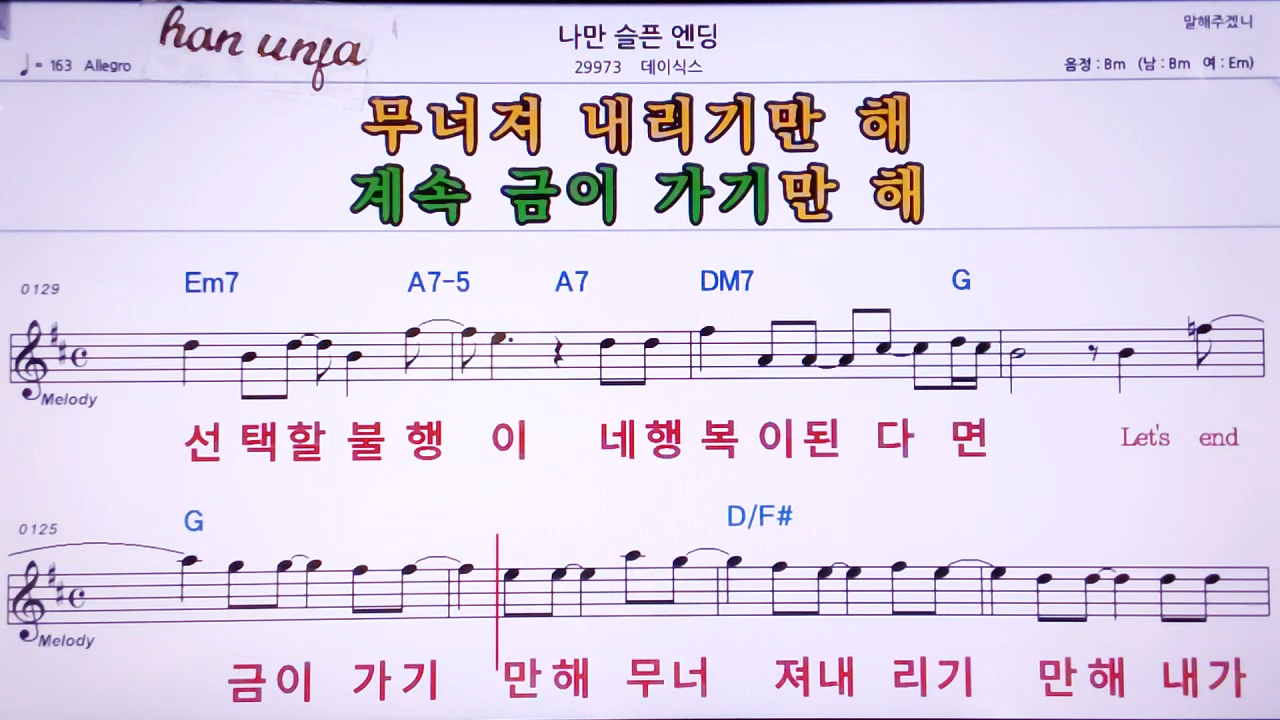 han unfa
나만 슬픈 엔딩
말해주겠니
♩= 163 Allegro
29973 데이식스
음정 : Bm (남 : Bm 여 : Em)
무너져 내리기만 해
계속 금이 가기만 해
0129 Em7 A7-5 A7 DM7 G
Melody
선 택할 불 행 이 네행 복 이된 다 면 Let's end
0125 G D/F#
Melody
금이 가기 만해 무너 져내 리기 만해 내가